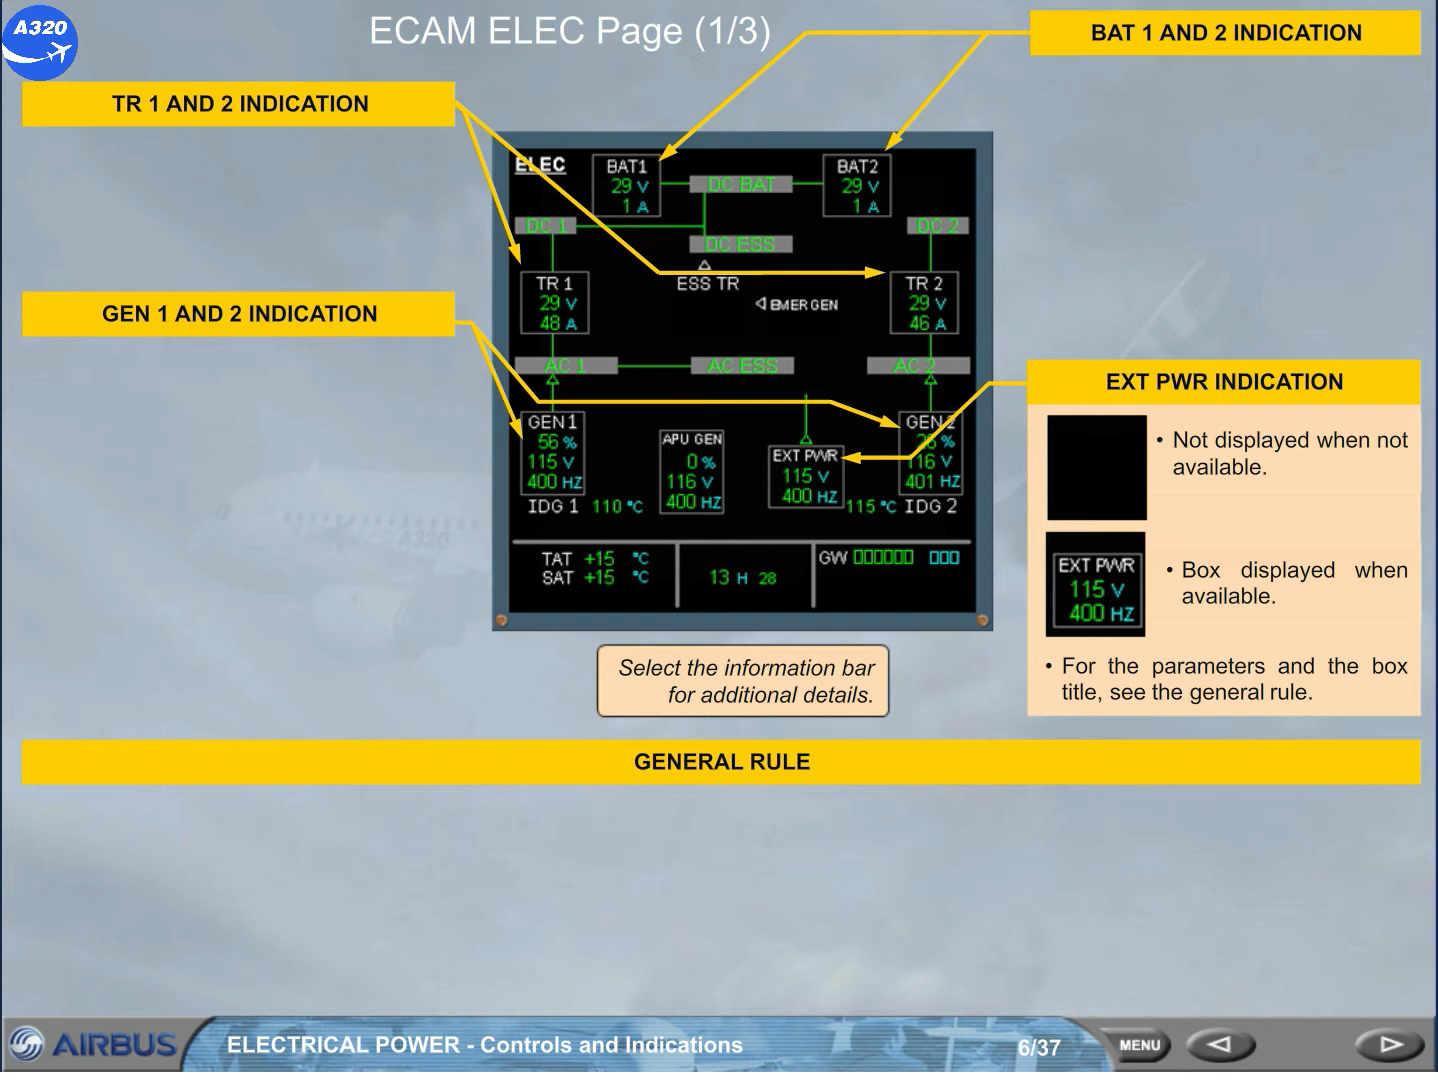 A320
ECAM ELEC Page (1/3)
BAT 1 AND 2 INDICATION
TR 1 AND 2 INDICATION
GEN 1 AND 2 INDICATION
ELEC
BAT1
29 V
1 A
DC BAT
BAT2
29 V
1 A
DC 1
DC 2
DC ESS
TR 1
29 V
48 A
ESS TR
EMER GEN
TR 2
29 V
46 A
AC 1
AC ESS
AC 2
GEN 1
56 %
115 V
400 HZ
IDG 1 110 °C
APU GEN
0 %
116 V
400 HZ
EXT PWR
115 V
400 HZ
GEN 2
26 %
116 V
401 HZ
115 °C IDG 2
TAT +15 °C
SAT +15 °C
13 H 28
GW
EXT PWR INDICATION
• Not displayed when not
available.
EXT PWR
115 V
400 HZ
• Box displayed when
available.
• For the parameters and the box
title, see the general rule.
Select the information bar
for additional details.
GENERAL RULE
A320
AIRBUS
ELECTRICAL POWER - Controls and Indications
6/37
MENU